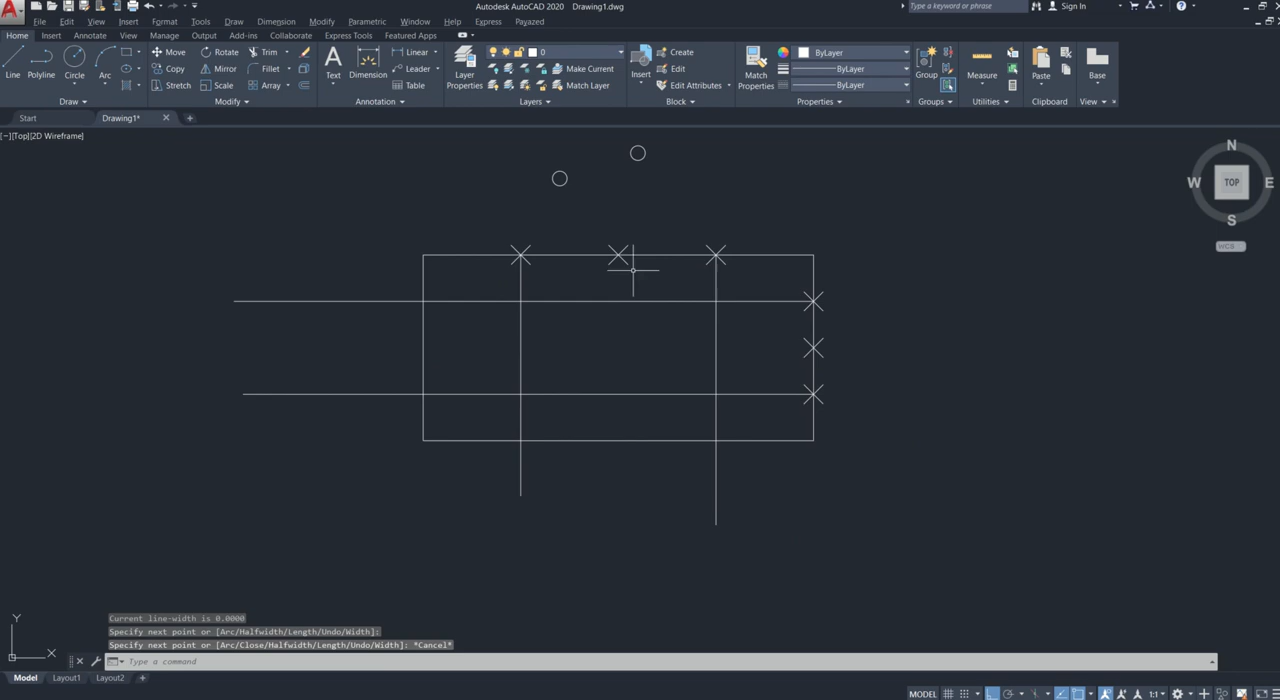 Autodesk AutoCAD 2020 Drawing1.dwg
Type a keyword or phrase
Sign In
File Edit View Insert Format Tools Draw Dimension Modify Parametric Window Help Express Payazed
Home Insert Annotate Parametric View Manage Output Add-ins Collaborate Express Tools Featured Apps
Line Polyline Circle Arc
Draw
Move Rotate Trim
Copy Mirror Fillet
Stretch Scale Array
Modify
Text Dimension
Linear
Leader
Table
Annotation
Layer
Properties
0
Make Current
Match Layer
Layers
Insert
Create
Edit
Edit Attributes
Block
Match
Properties
ByLayer
ByLayer
ByLayer
Properties
Group
Groups
Measure
Utilities
Paste
Clipboard
Base
View
Start Drawing1*
[−][Top][2D Wireframe]
N
W TOP E
S
WCS
Y
X
Current line-width is 0.0000
Specify next point or [Arc/Halfwidth/Length/Undo/Width]:
Specify next point or [Arc/Close/Halfwidth/Length/Undo/Width]: *Cancel*
Type a command
Model Layout1 Layout2
MODEL 1:1